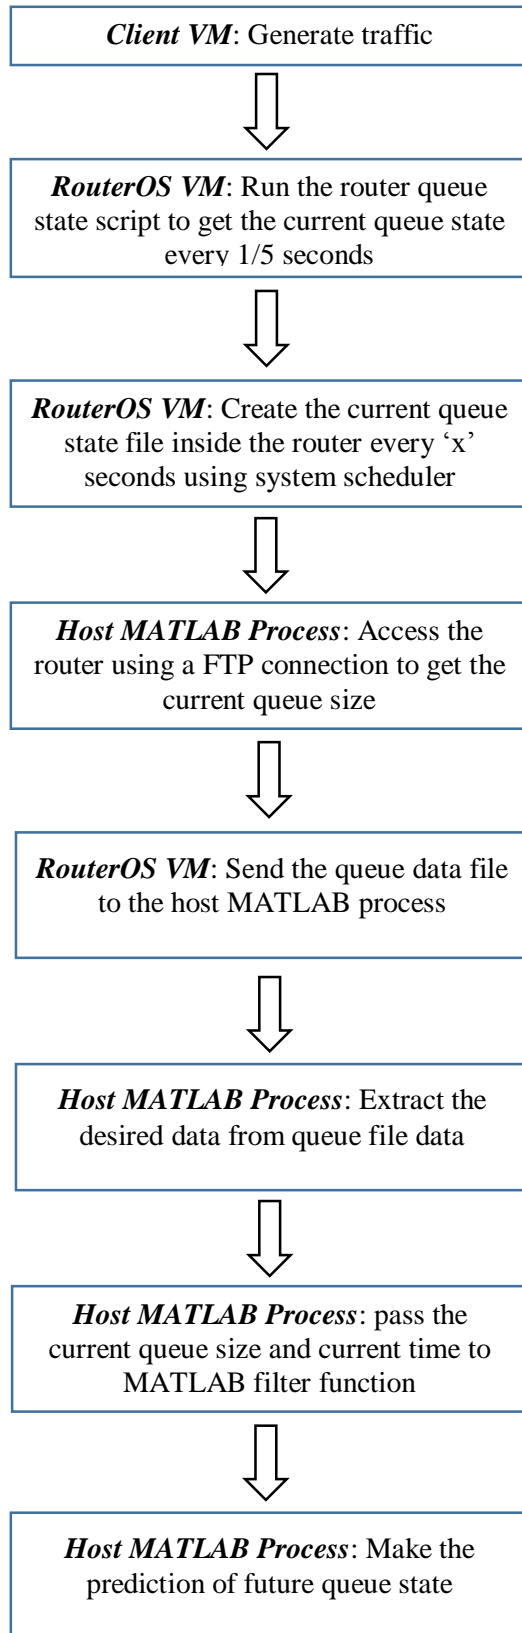 Client VM: Generate traffic
RouterOS VM: Run the router queue
state script to get the current queue state
every 1/5 seconds
RouterOS VM: Create the current queue
state file inside the router every ‘x’
seconds using system scheduler
Host MATLAB Process: Access the
router using a FTP connection to get the
current queue size
RouterOS VM: Send the queue data file
to the host MATLAB process
Host MATLAB Process: Extract the
desired data from queue file data
Host MATLAB Process: pass the
current queue size and current time to
MATLAB filter function
Host MATLAB Process: Make the
prediction of future queue state